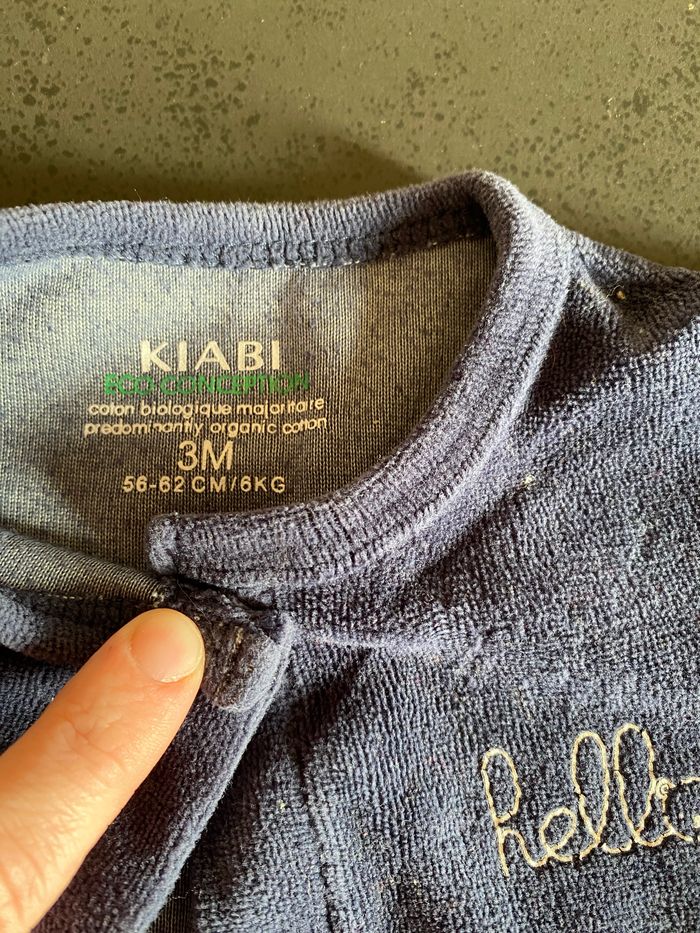 KIABI
ECO CONCEPTION
coton biologique majoritaire
predominantly organic cotton
3M
56-62 CM/6KG
hello